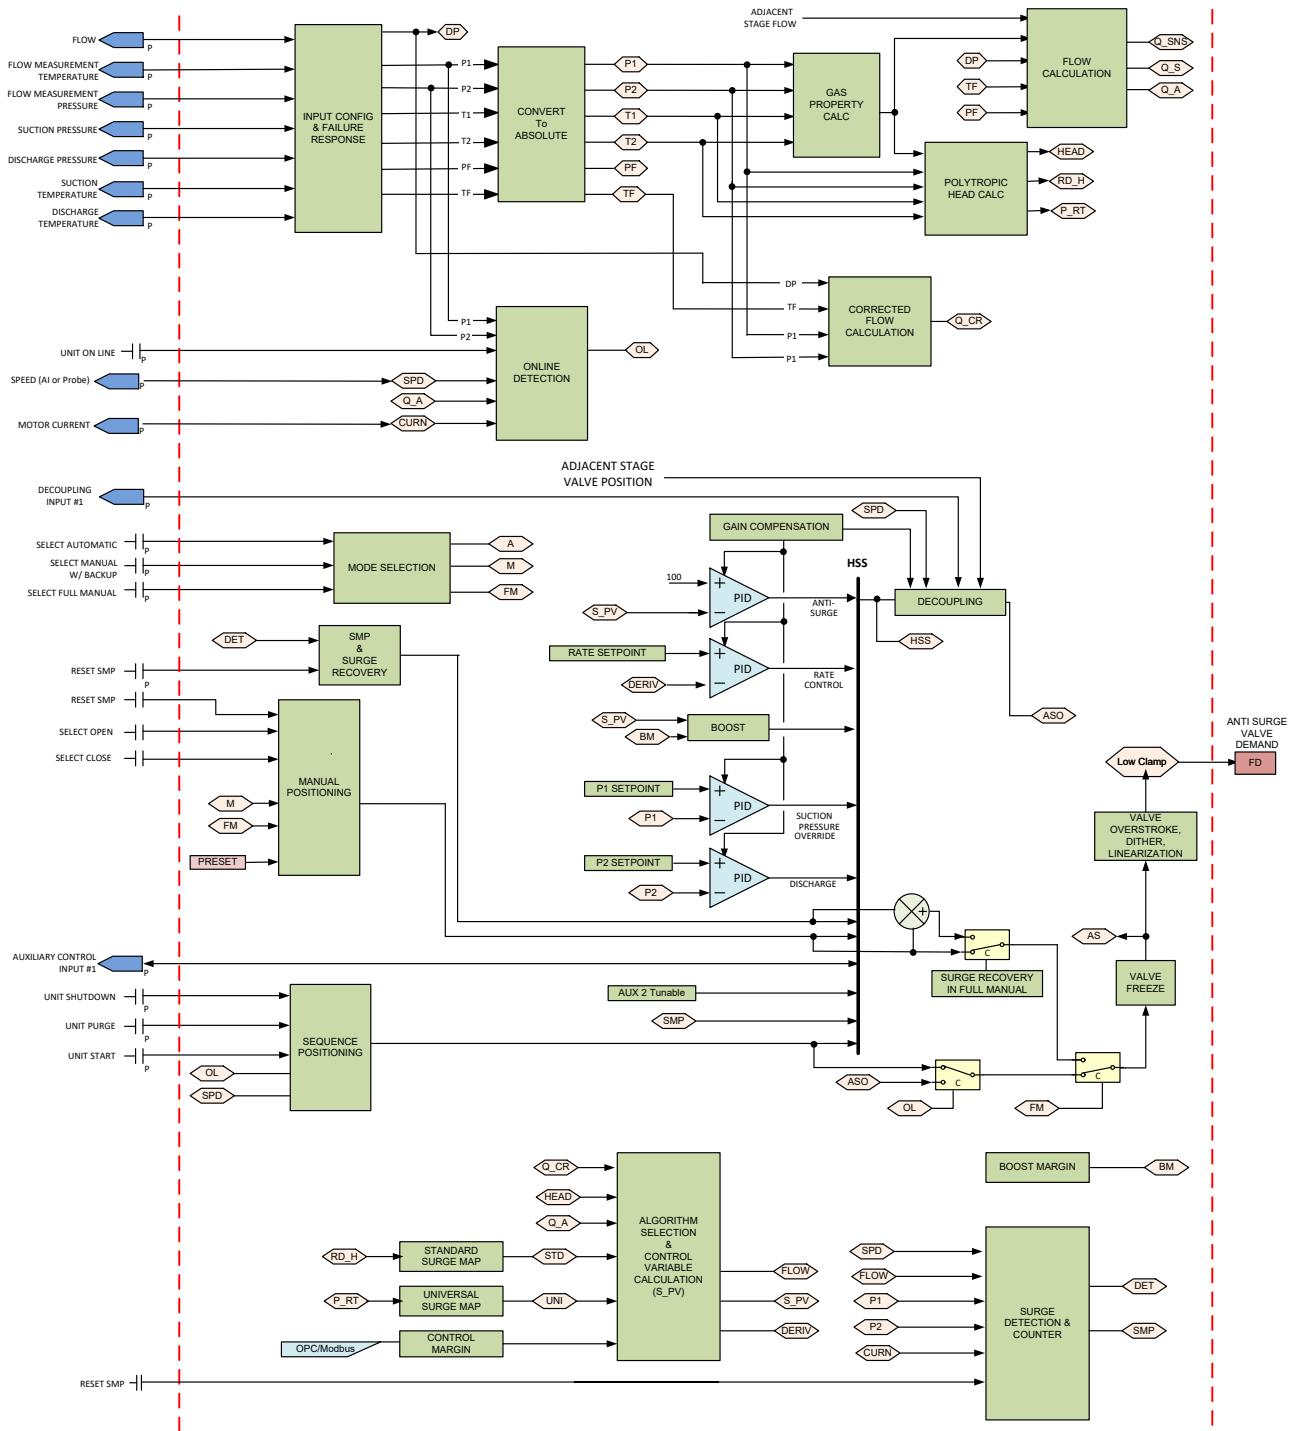 FLOW
P
FLOW MEASUREMENT
TEMPERATURE
P
FLOW MEASUREMENT
PRESSURE
P
SUCTION PRESSURE
P
DISCHARGE PRESSURE
P
SUCTION
TEMPERATURE
P
DISCHARGE
TEMPERATURE
P
INPUT CONFIG
& FAILURE
RESPONSE
DP
P1
P2
T1
T2
PF
TF
CONVERT
To
ABSOLUTE
P1
P2
T1
T2
PF
TF
GAS
PROPERTY
CALC
ADJACENT
STAGE FLOW
DP
TF
PF
FLOW
CALCULATION
Q_SNS
Q_S
Q_A
POLYTROPIC
HEAD CALC
HEAD
RD_H
P_RT
DP
TF
P1
P1
CORRECTED
FLOW
CALCULATION
Q_CR
UNIT ON LINE
P
SPEED (AI or Probe)
P
MOTOR CURRENT
P
P1
P2
SPD
Q_A
CURN
ONLINE
DETECTION
OL
DECOUPLING
INPUT #1
P
ADJACENT STAGE
VALVE POSITION
SELECT AUTOMATIC
P
SELECT MANUAL
W/ BACKUP
P
SELECT FULL MANUAL
P
MODE SELECTION
A
M
FM
SPD
GAIN COMPENSATION
HSS
100
+
−
PID
S_PV
ANTI-
SURGE
DECOUPLING
HSS
ASO
DET
RESET SMP
P
SMP
&
SURGE
RECOVERY
RATE SETPOINT
DERIV
+
−
PID
RATE
CONTROL
RESET SMP
P
SELECT OPEN
P
SELECT CLOSE
M
FM
PRESET
.
MANUAL
POSITIONING
S_PV
BM
BOOST
P1 SETPOINT
P1
+
−
PID
SUCTION
PRESSURE
OVERRIDE
P2 SETPOINT
P2
+
−
PID
DISCHARGE
ANTI SURGE
VALVE
DEMAND
FD
Low Clamp
VALVE
OVERSTROKE,
DITHER,
LINEARIZATION
AS
VALVE
FREEZE
+
C
SURGE RECOVERY
IN FULL MANUAL
AUXILIARY CONTROL
INPUT #1
P
AUX 2 Tunable
SMP
UNIT SHUTDOWN
P
UNIT PURGE
P
UNIT START
P
OL
SPD
SEQUENCE
POSITIONING
ASO
OL
C
FM
C
Q_CR
HEAD
Q_A
RD_H
STANDARD
SURGE MAP
STD
P_RT
UNIVERSAL
SURGE MAP
UNI
OPC/Modbus
CONTROL
MARGIN
ALGORITHM
SELECTION
&
CONTROL
VARIABLE
CALCULATION
(S_PV)
FLOW
S_PV
DERIV
BOOST MARGIN
BM
SPD
FLOW
P1
P2
CURN
SURGE
DETECTION &
COUNTER
DET
SMP
RESET SMP